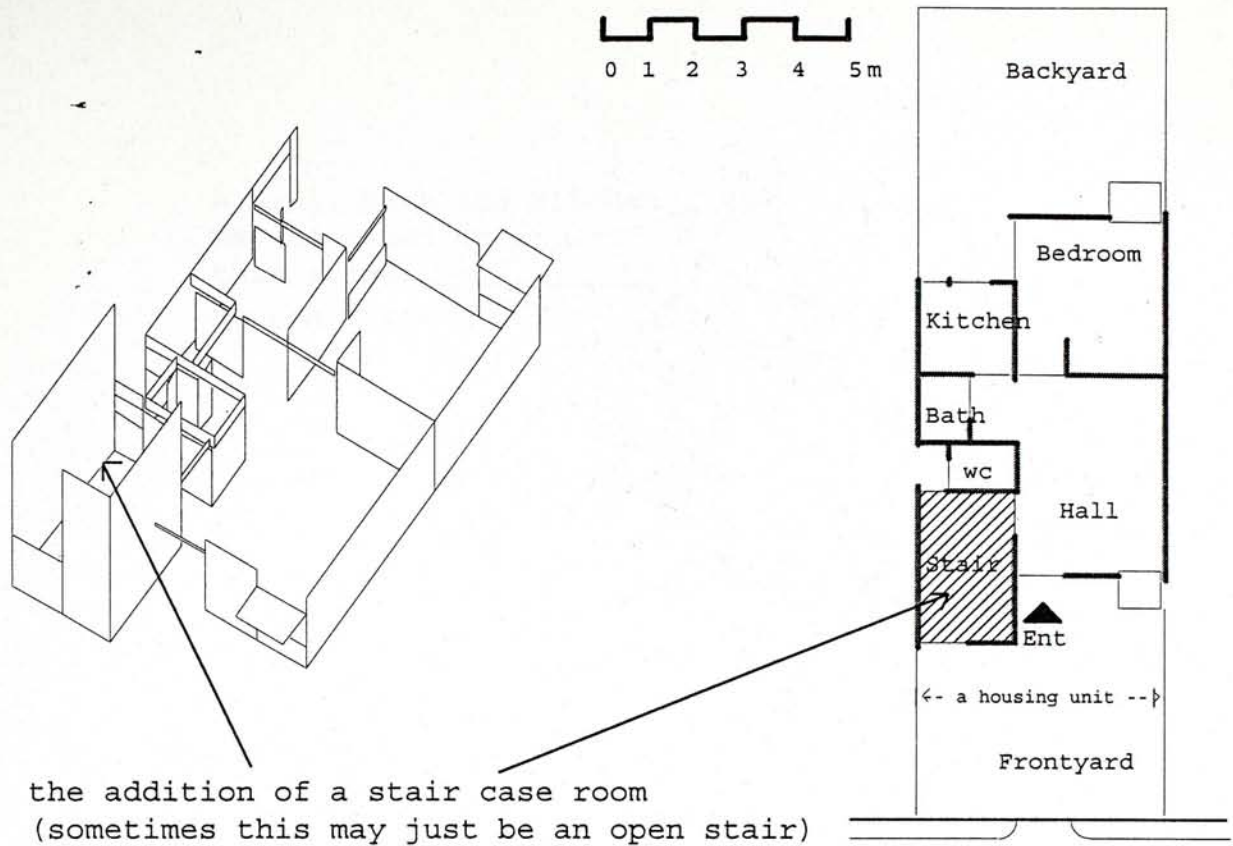 0 1 2 3 4 5 m
Backyard
Bedroom
Kitchen
Bath
wc
Hall
Stair
Ent
<- a housing unit -->
Frontyard
the addition of a stair case room
(sometimes this may just be an open stair)